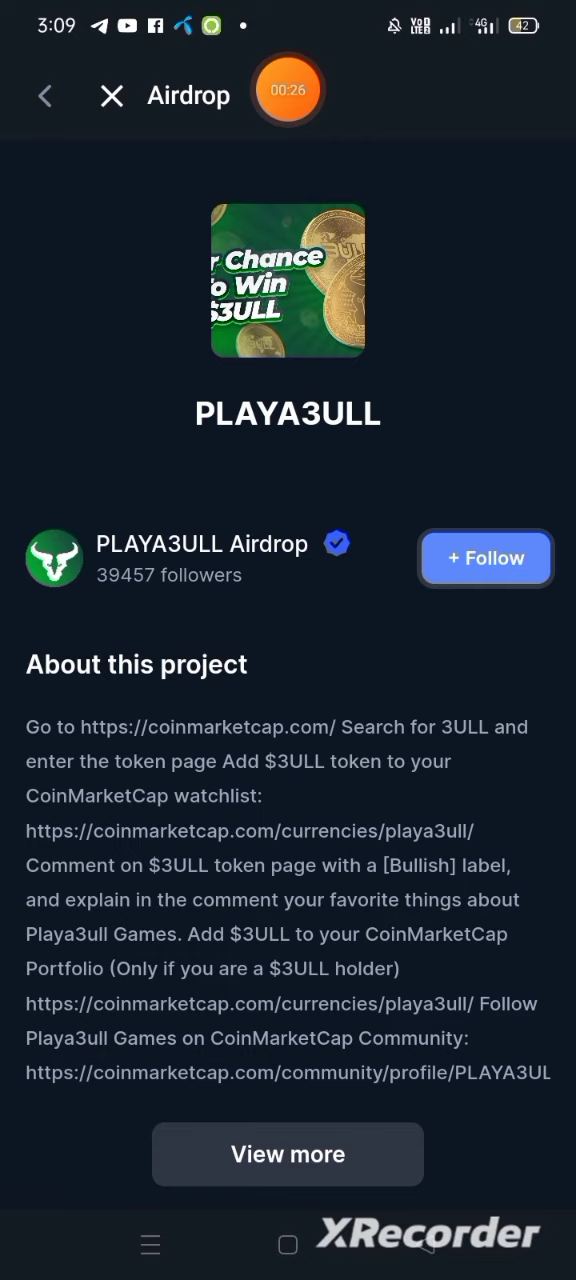 3:09
Vo D
LTE 2
4G
42
Airdrop
00:26
r Chance
o Win
$3ULL
PLAYA3ULL
PLAYA3ULL Airdrop
39457 followers
+ Follow
About this project
Go to https://coinmarketcap.com/ Search for 3ULL and
enter the token page Add $3ULL token to your
CoinMarketCap watchlist:
https://coinmarketcap.com/currencies/playa3ull/
Comment on $3ULL token page with a [Bullish] label,
and explain in the comment your favorite things about
Playa3ull Games. Add $3ULL to your CoinMarketCap
Portfolio (Only if you are a $3ULL holder)
https://coinmarketcap.com/currencies/playa3ull/ Follow
Playa3ull Games on CoinMarketCap Community:
https://coinmarketcap.com/community/profile/PLAYA3UL
View more
XRecorder